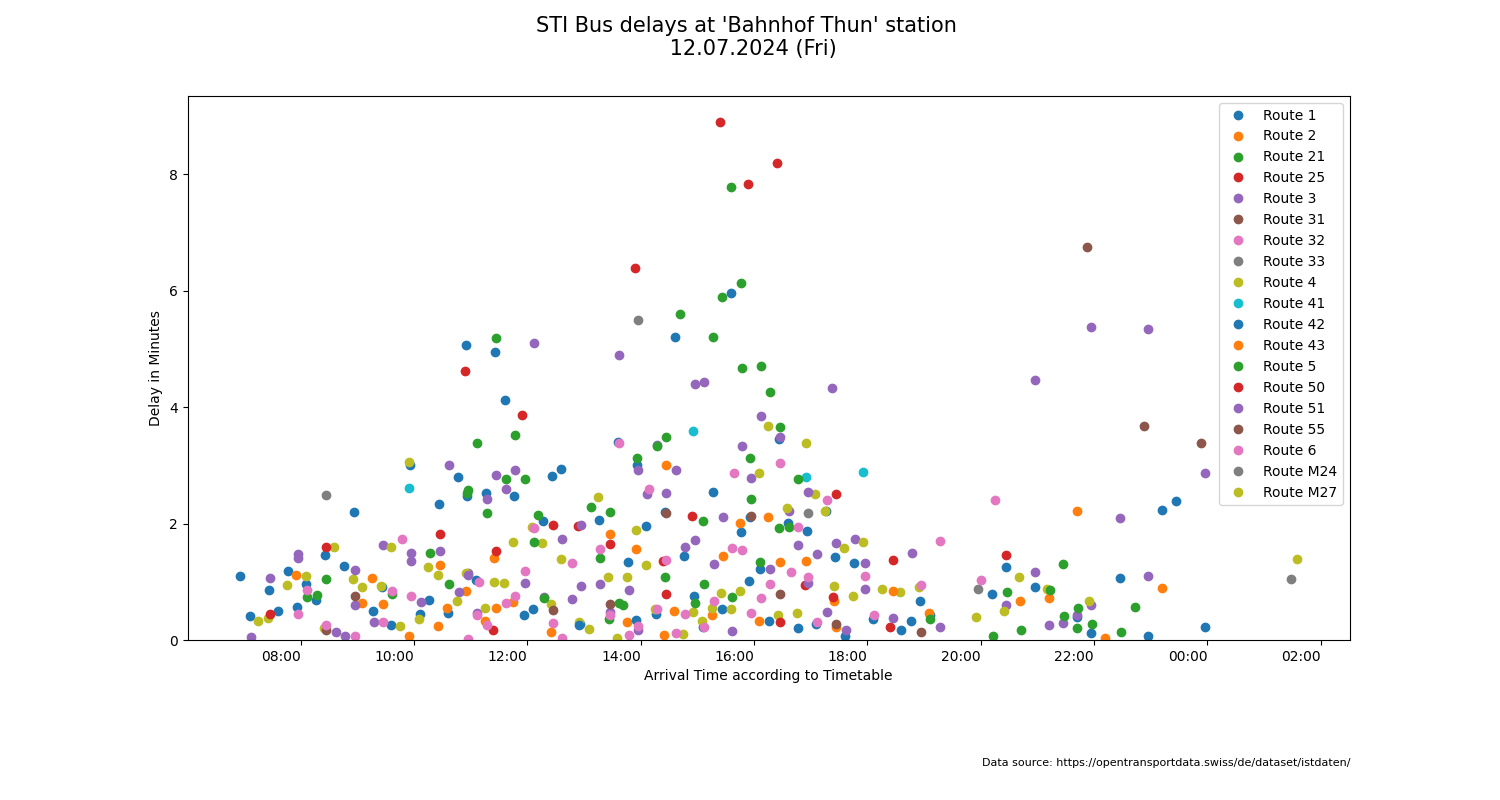 STI Bus delays at 'Bahnhof Thun' station
12.07.2024 (Fri)
Delay in Minutes
8
6
4
2
0
Route 1
Route 2
Route 21
Route 25
Route 3
Route 31
Route 32
Route 33
Route 4
Route 41
Route 42
Route 43
Route 5
Route 50
Route 51
Route 55
Route 6
Route M24
Route M27
08:00 10:00 12:00 14:00 16:00 18:00 20:00 22:00 00:00 02:00
Arrival Time according to Timetable
Data source: https://opentransportdata.swiss/de/dataset/istdaten/